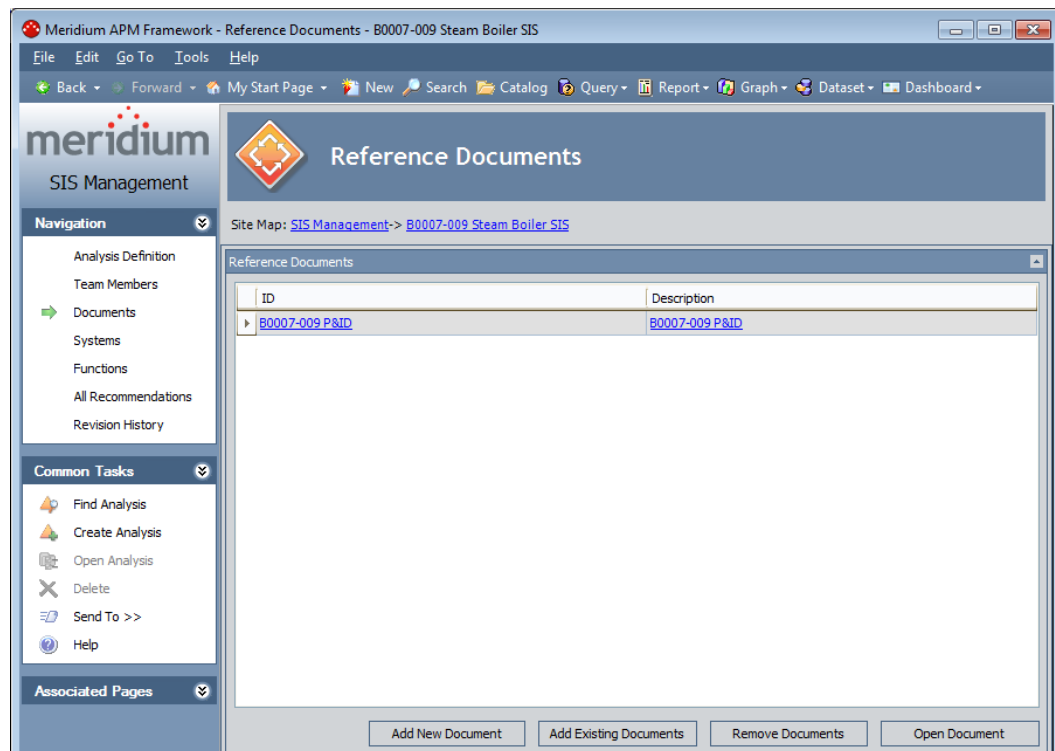 Meridium APM Framework - Reference Documents - B0007-009 Steam Boiler SIS
File Edit Go To Tools Help
Back Forward My Start Page New Search Catalog Query Report Graph Dataset Dashboard
meridium
SIS Management
Reference Documents
Navigation
Site Map: SIS Management-> B0007-009 Steam Boiler SIS
Analysis Definition
Team Members
Documents
Systems
Functions
All Recommendations
Revision History
Reference Documents
ID Description
B0007-009 P&ID B0007-009 P&ID
Common Tasks
Find Analysis
Create Analysis
Open Analysis
Delete
Send To >>
Help
Associated Pages
Add New Document Add Existing Documents Remove Documents Open Document